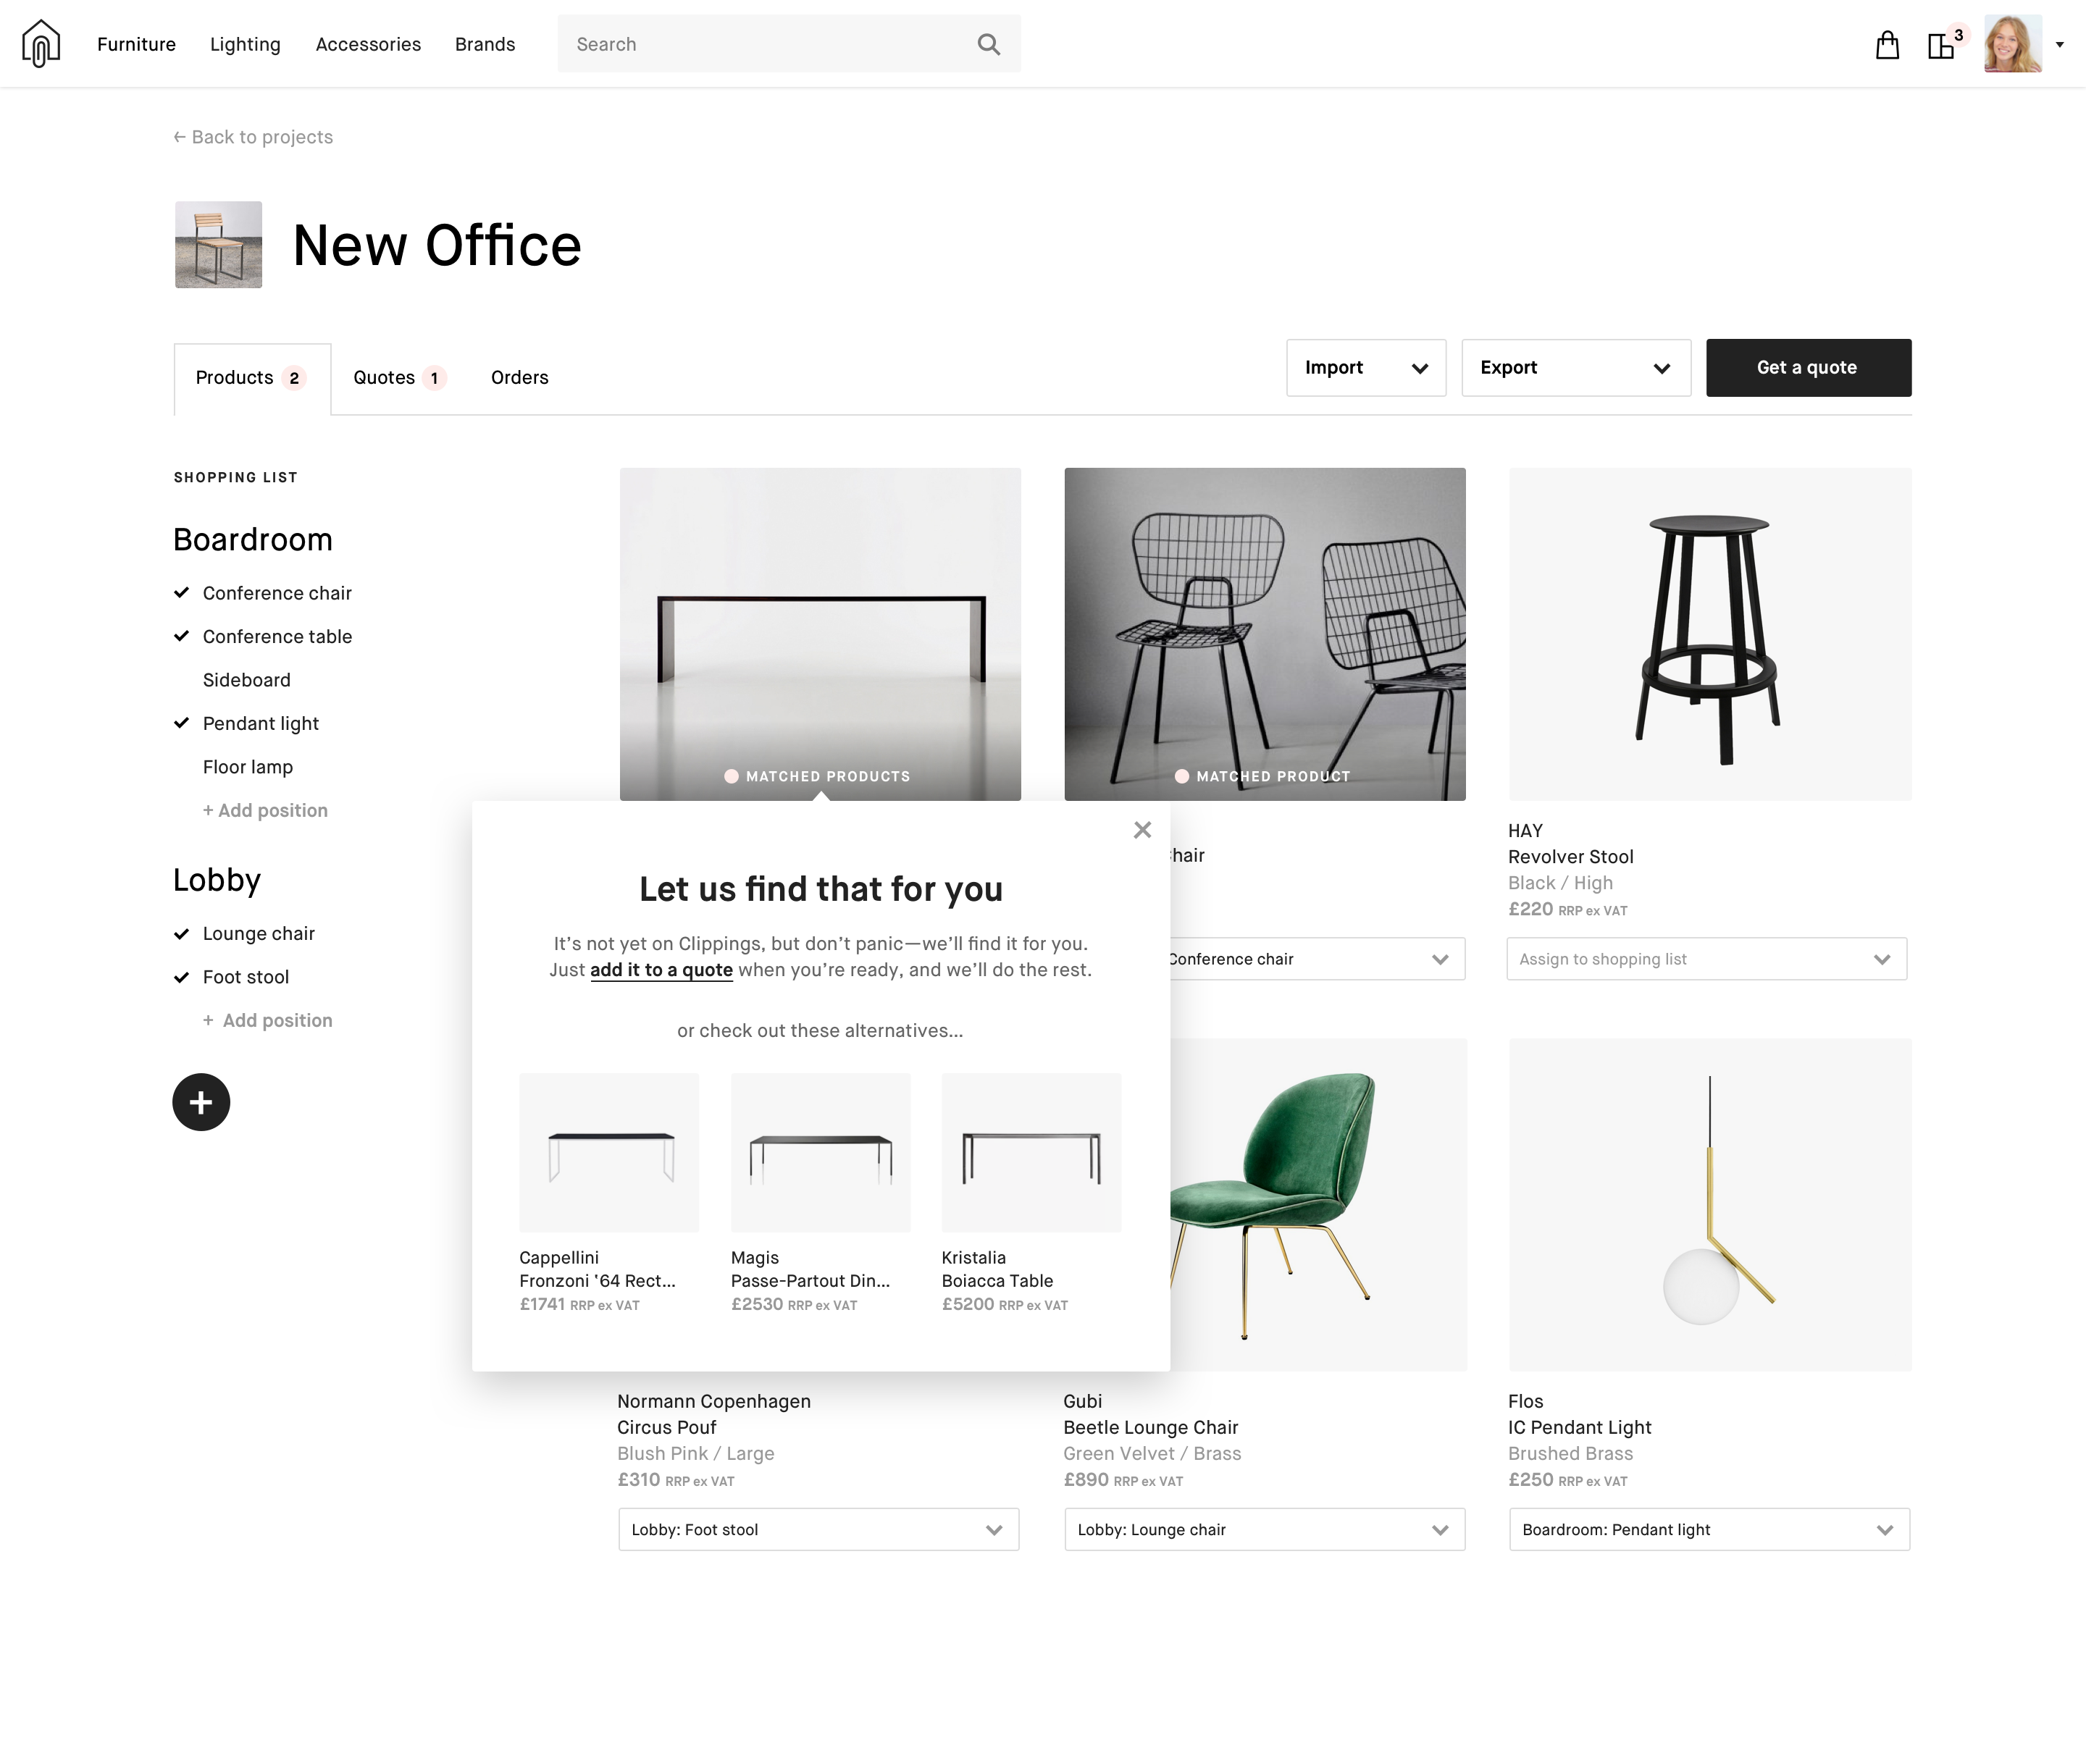 Furniture
Lighting
Accessories
Brands
Search
3
← Back to projects
New Office
Products 2
Quotes 1
Orders
Import
Export
Get a quote
SHOPPING LIST
Boardroom
Conference chair
Conference table
Sideboard
Pendant light
Floor lamp
+ Add position
Lobby
Lounge chair
Foot stool
+ Add position
MATCHED PRODUCTS
MATCHED PRODUCT
HAY
Revolver Stool
Black / High
£220 RRP ex VAT
Assign to shopping list
Conference chair
Let us find that for you
It’s not yet on Clippings, but don’t panic—we’ll find it for you.
Just add it to a quote when you’re ready, and we’ll do the rest.
or check out these alternatives...
Cappellini
Fronzoni '64 Rect...
£1741 RRP ex VAT
Magis
Passe-Partout Din...
£2530 RRP ex VAT
Kristalia
Boiacca Table
£5200 RRP ex VAT
Normann Copenhagen
Circus Pouf
Blush Pink / Large
£310 RRP ex VAT
Lobby: Foot stool
Gubi
Beetle Lounge Chair
Green Velvet / Brass
£890 RRP ex VAT
Lobby: Lounge chair
Flos
IC Pendant Light
Brushed Brass
£250 RRP ex VAT
Boardroom: Pendant light